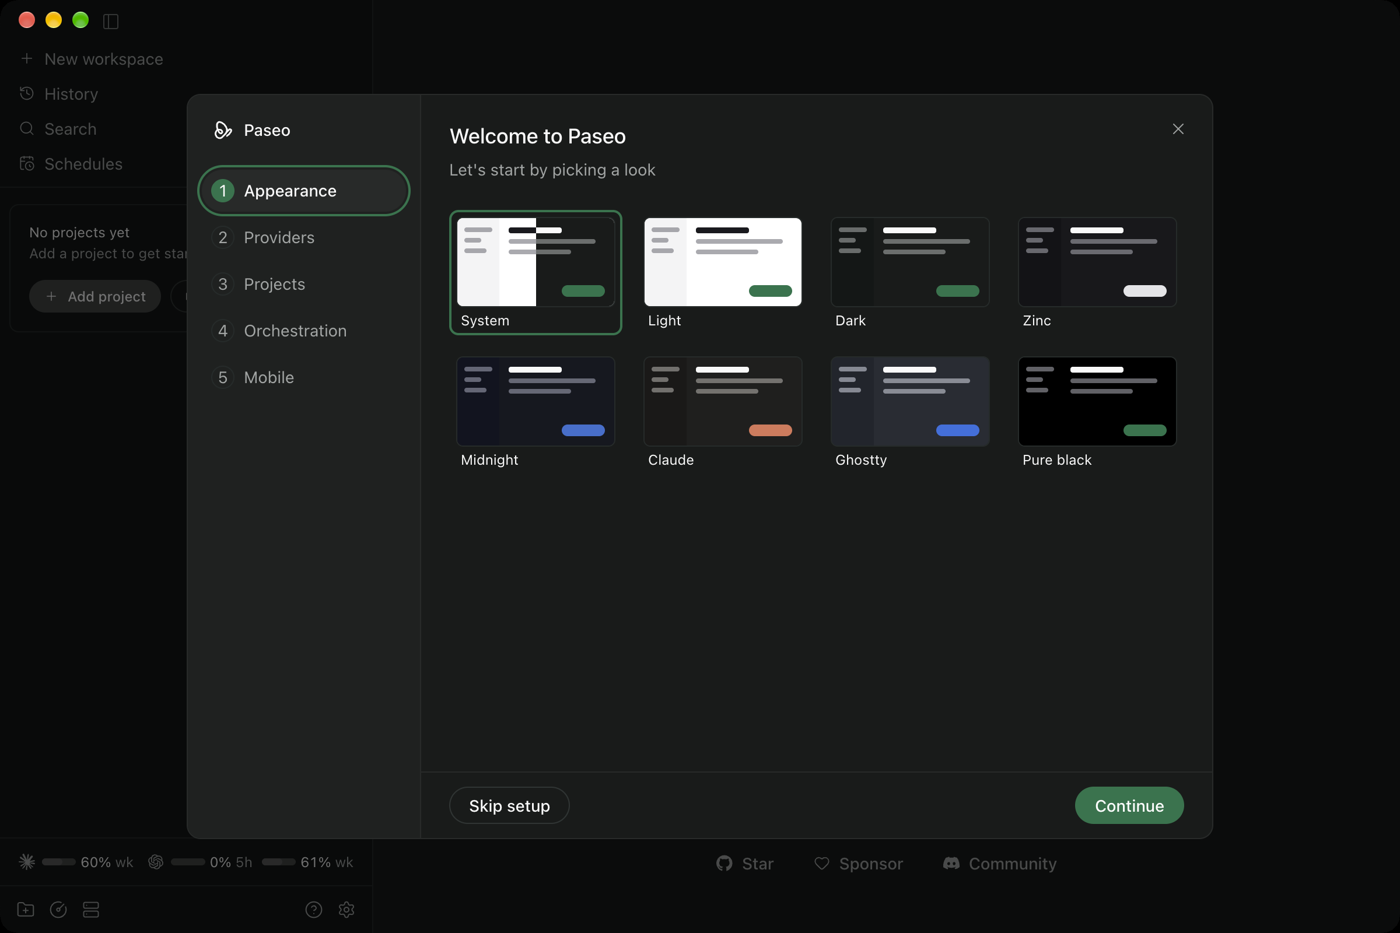 New workspace
History
Search
Schedules
No projects yet
Add a project to get star
Add project
Paseo
1 Appearance
2 Providers
3 Projects
4 Orchestration
5 Mobile
Welcome to Paseo
Let's start by picking a look
System
Light
Dark
Zinc
Midnight
Claude
Ghostty
Pure black
Skip setup
Continue
60% wk
0% 5h
61% wk
Star
Sponsor
Community